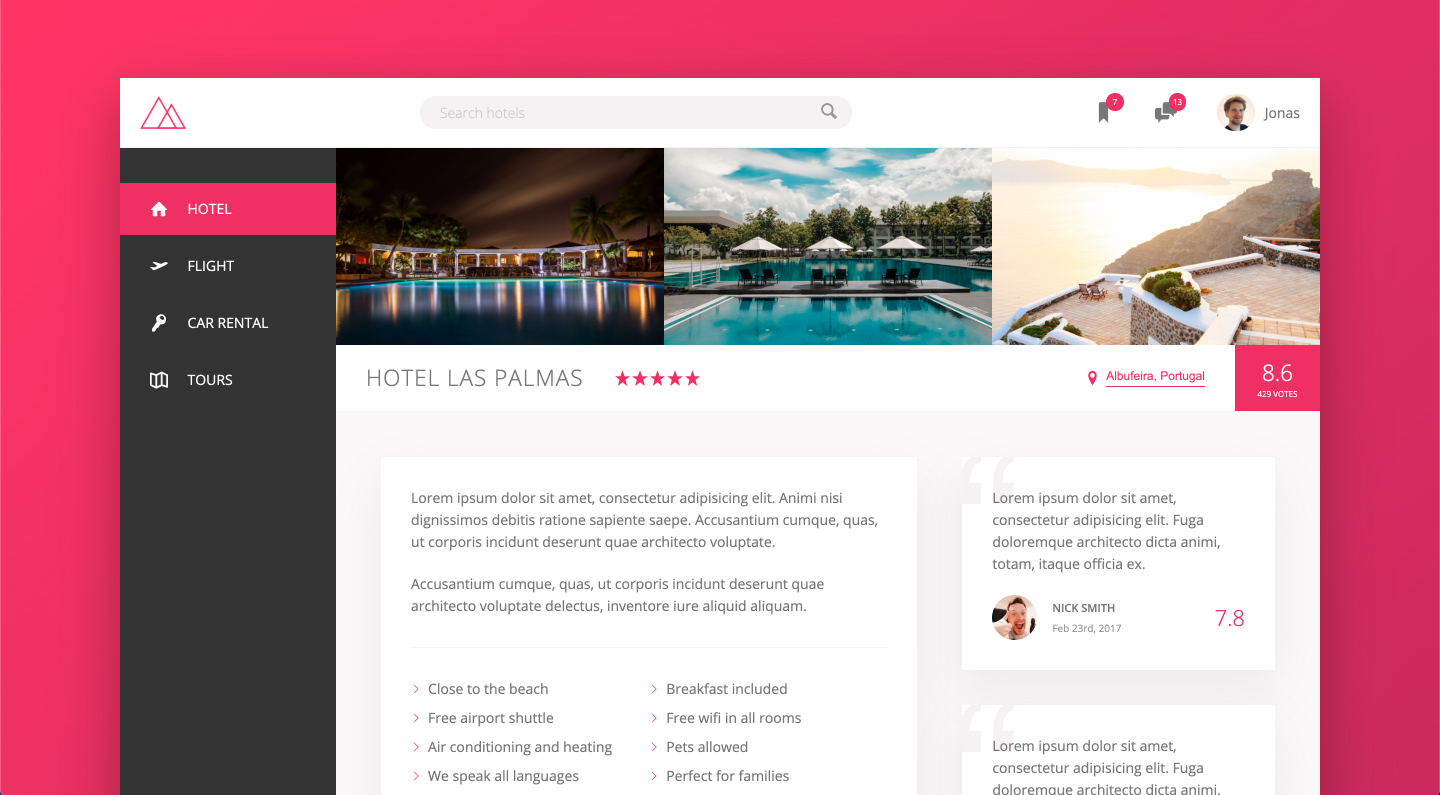 Search hotels
7
13
Jonas
HOTEL
FLIGHT
CAR RENTAL
TOURS
HOTEL LAS PALMAS
Albufeira, Portugal
8.6
429 VOTES
Lorem ipsum dolor sit amet, consectetur adipisicing elit. Animi nisi
dignissimos debitis ratione sapiente saepe. Accusantium cumque, quas,
ut corporis incidunt deserunt quae architecto voluptate.
Accusantium cumque, quas, ut corporis incidunt deserunt quae
architecto voluptate delectus, inventore iure aliquid aliquam.
Close to the beach
Breakfast included
Free airport shuttle
Free wifi in all rooms
Air conditioning and heating
Pets allowed
We speak all languages
Perfect for families
Lorem ipsum dolor sit amet,
consectetur adipisicing elit. Fuga
doloremque architecto dicta animi,
totam, itaque officia ex.
NICK SMITH
Feb 23rd, 2017
7.8
Lorem ipsum dolor sit amet,
consectetur adipisicing elit. Fuga
doloremque architecto dicta animi,